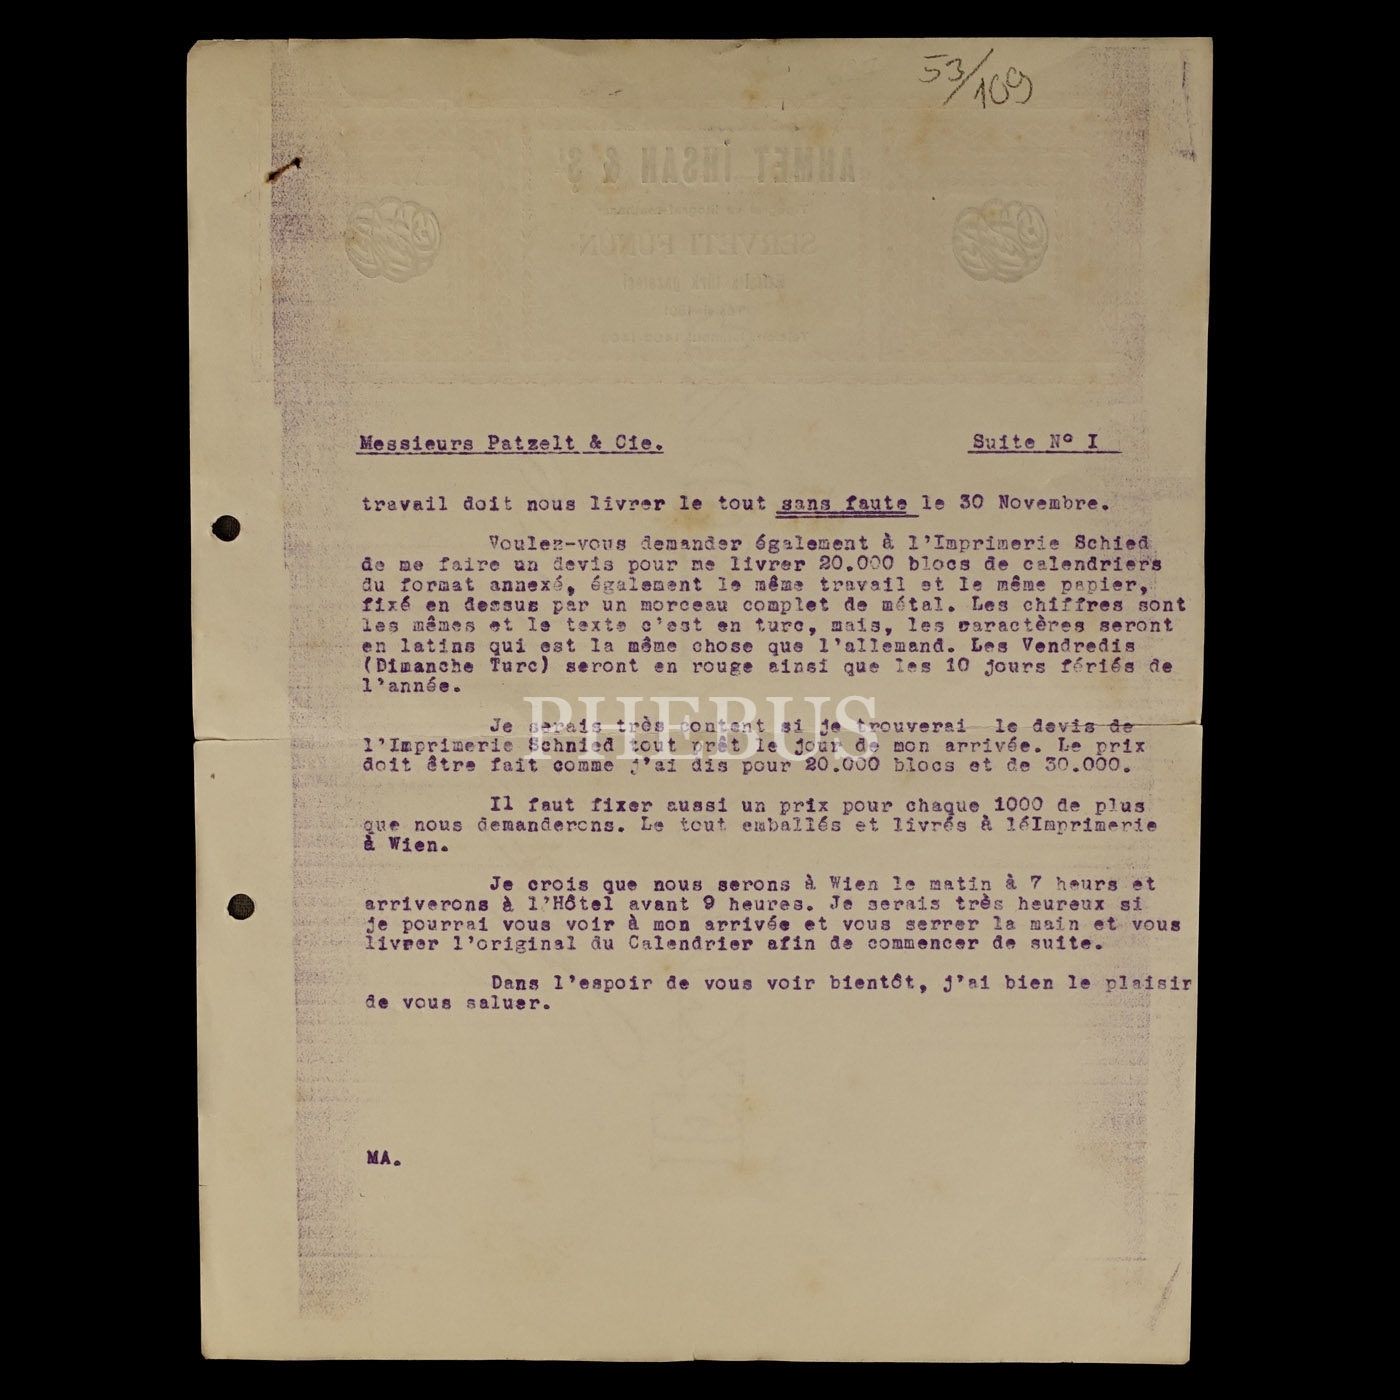 53/109
AHMET İHSAN & Sı
SERVETİ FUNUN
Messieurs Patzelt & Cie. Suite Nº I
travail doit nous livrer le tout sans faute le 30 Novembre.
Voulez-vous demander également à l'Imprimerie Schied
de me faire un devis pour me livrer 20.000 blocs de calendriers
du format annexé, également le même travail et le même papier,
fixé en dessus par un morceau complet de métal. Les chiffres sont
les mêmes et le texte c'est en turc, mais, les caractères seront
en latins qui est la même chose que l'allemand. Les Vendredis
(Dimanche Turc) seront en rouge ainsi que les 10 jours fériés de
l'année.
PHEBUS
Je serais très content si je trouverai le devis de
l'Imprimerie Schnied tout prêt le jour de mon arrivée. Le prix
doit être fait comme j'ai dis pour 20.000 blocs et de 30.000.
Il faut fixer aussi un prix pour chaque 1000 de plus
que nous demanderons. Le tout emballés et livrés à léImprimerie
à Wien.
Je crois que nous serons à Wien le matin à 7 heurs et
arriverons à l'Hôtel avant 9 heures. Je serais très heureux si
je pourrai vous voir à mon arrivée et vous serrer la main et vous
livrer l'original du Calendrier afin de commencer de suite.
Dans l'espoir de vous voir bientôt, j'ai bien le plaisir
de vous saluer.
MA.